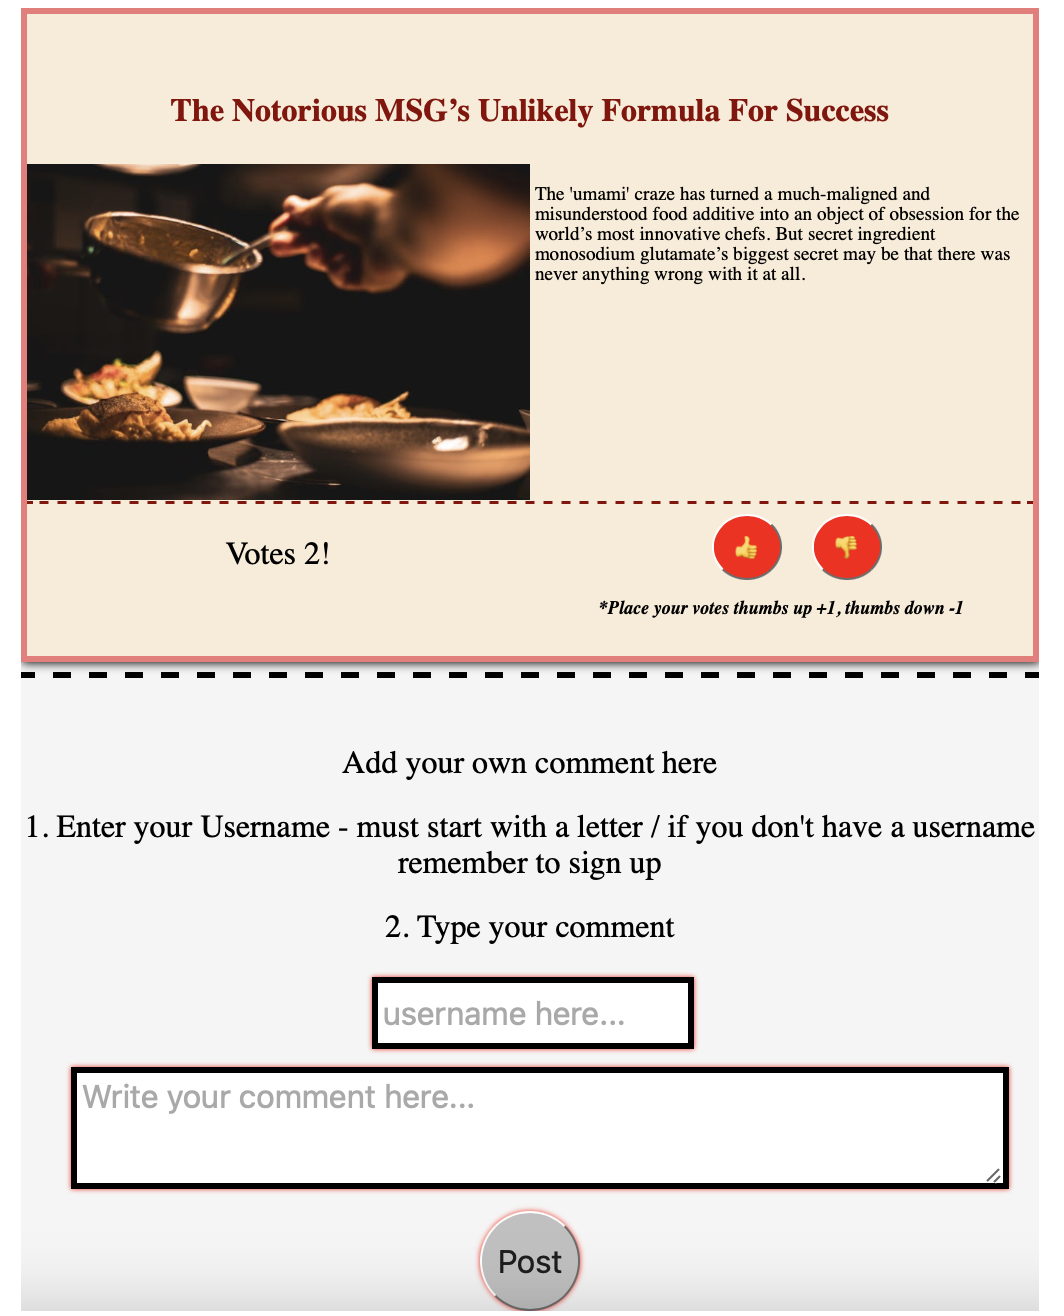 The Notorious MSG’s Unlikely Formula For Success
The 'umami' craze has turned a much-maligned and
misunderstood food additive into an object of obsession for the
world’s most innovative chefs. But secret ingredient
monosodium glutamate’s biggest secret may be that there was
never anything wrong with it at all.
Votes 2!
*Place your votes thumbs up +1, thumbs down -1
Add your own comment here
1. Enter your Username - must start with a letter / if you don't have a username
remember to sign up
2. Type your comment
username here...
Write your comment here...
Post